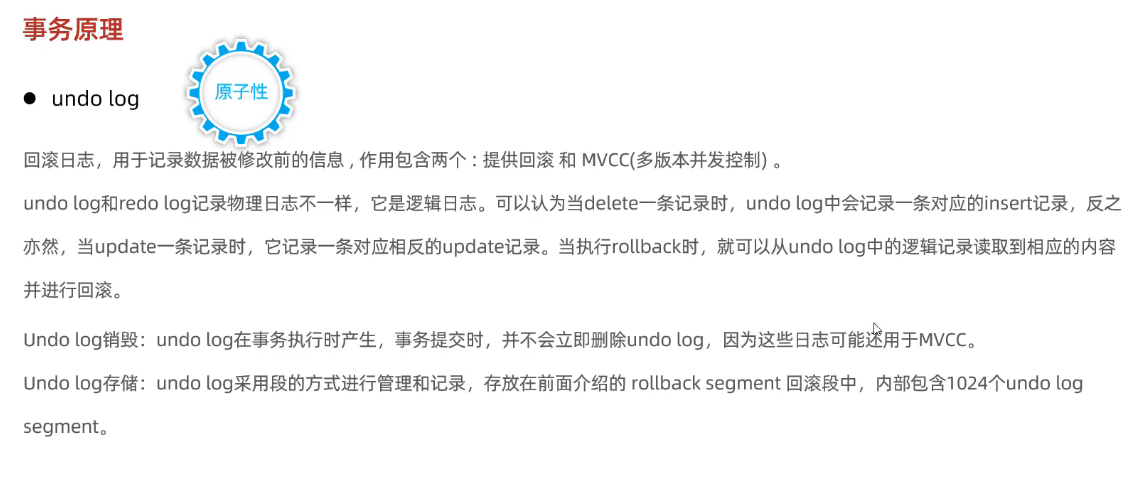 事务原理
原子性
● undo log
回滚日志，用于记录数据被修改前的信息 , 作用包含两个 : 提供回滚 和 MVCC(多版本并发控制) 。
undo log和redo log记录物理日志不一样，它是逻辑日志。可以认为当delete一条记录时，undo log中会记录一条对应的insert记录，反之
亦然，当update一条记录时，它记录一条对应相反的update记录。当执行rollback时，就可以从undo log中的逻辑记录读取到相应的内容
并进行回滚。
Undo log销毁：undo log在事务执行时产生，事务提交时，并不会立即删除undo log，因为这些日志可能还用于MVCC。
Undo log存储：undo log采用段的方式进行管理和记录，存放在前面介绍的 rollback segment 回滚段中，内部包含1024个undo log
segment。